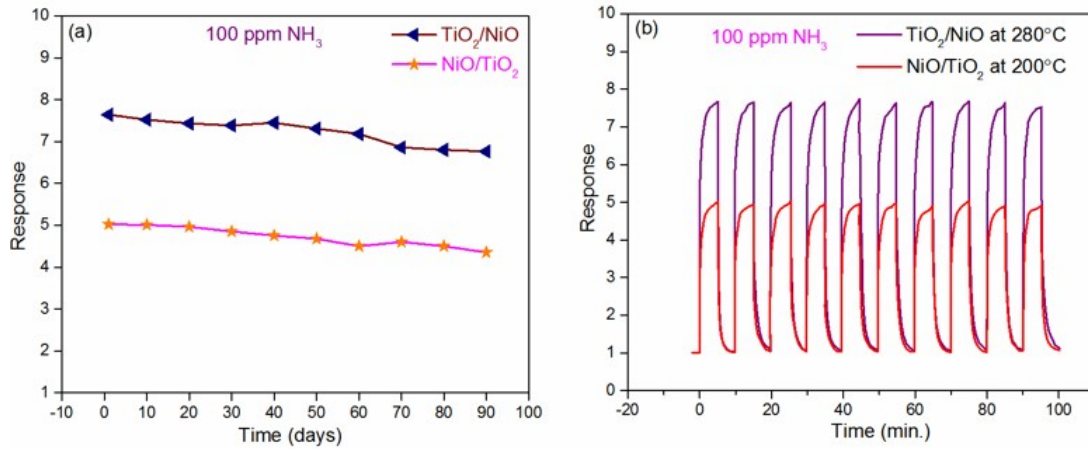 (a)
100 ppm NH₃
TiO₂/NiO
NiO/TiO₂
10
9
8
7
6
5
4
3
2
1
Response
-10 0 10 20 30 40 50 60 70 80 90 100
Time (days)
(b)
100 ppm NH₃
TiO₂/NiO at 280°C
NiO/TiO₂ at 200°C
10
9
8
7
6
5
4
3
2
1
0
Response
-20 0 20 40 60 80 100
Time (min.)